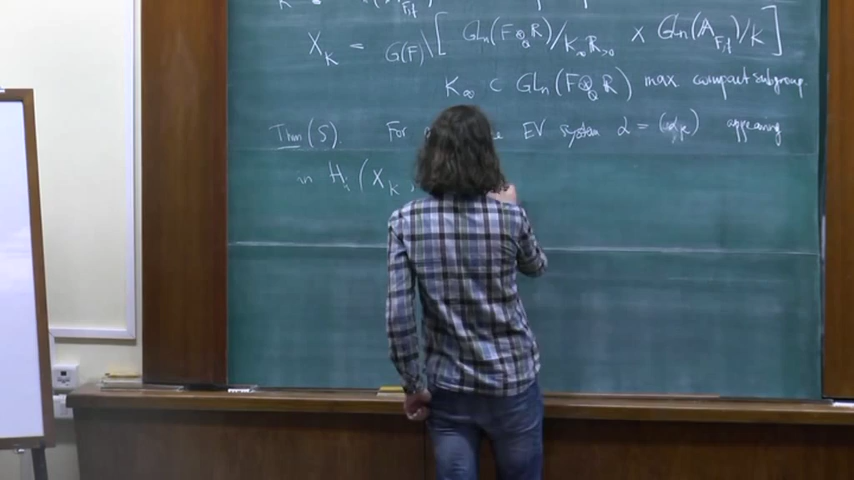 X_K = G(F)\[ GL_n(F⊗_Q R)/K_∞ R_{>0} × GL_n(A_{F,f})/K ]
K_∞ ⊂ GL_n(F⊗_Q R) max compact subgroup.
Thm (S). For EV system α = appearing
in H_i(X_K,